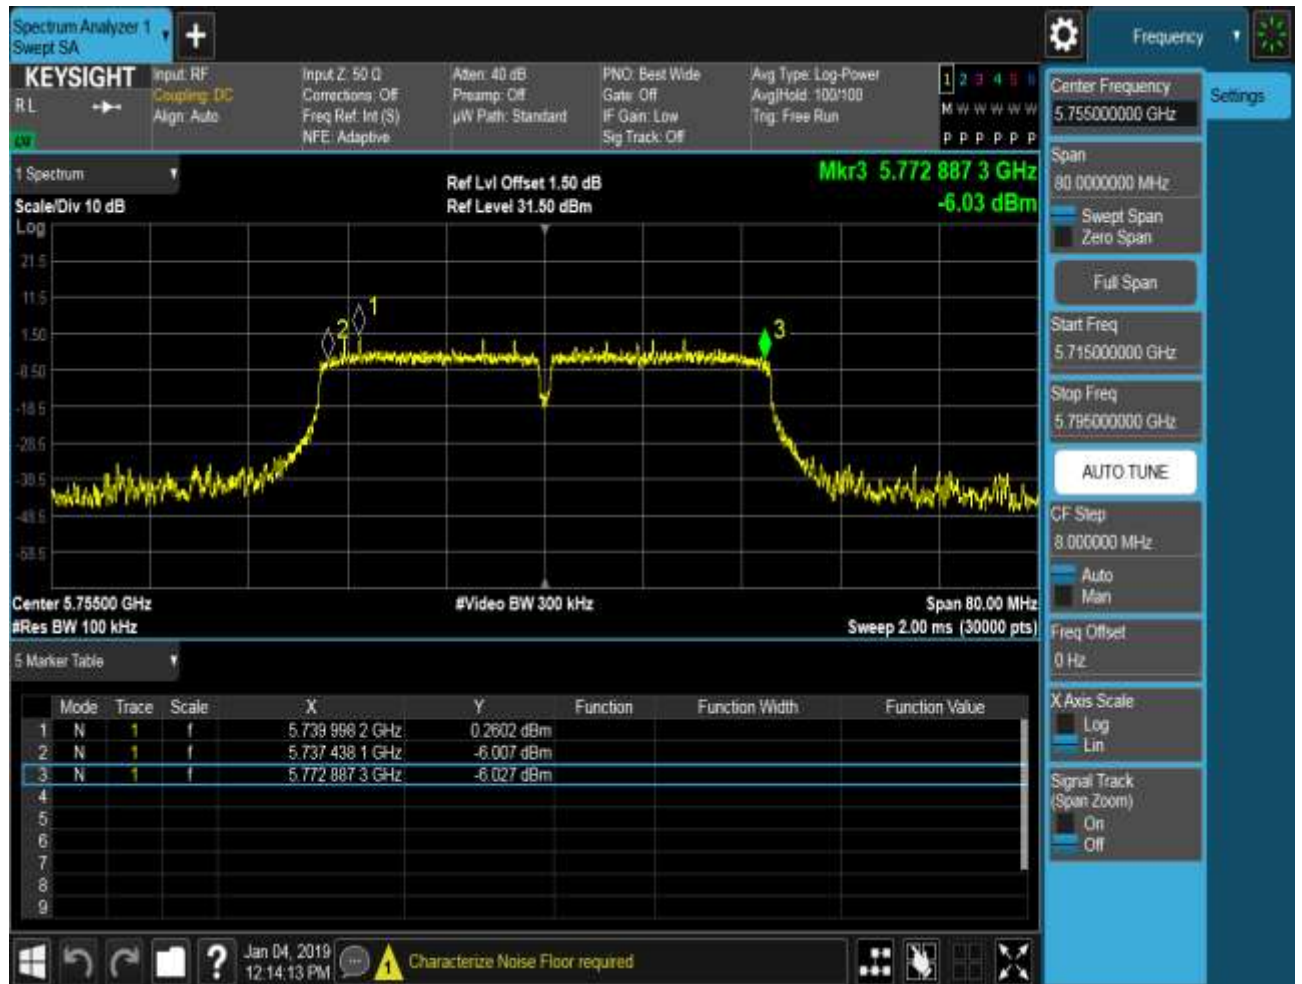 Spectrum Analyzer 1
Swept SA
+
Frequency
KEYSIGHT
R L
Input: RF
Coupling: DC
Align: Auto
Input Z: 50 Ω
Corrections: Off
Freq Ref: Int (S)
NFE: Adaptive
Atten: 40 dB
Preamp: Off
µW Path: Standard
PNO: Best Wide
Gate: Off
IF Gain: Low
Sig Track: Off
Avg Type: Log-Power
Avg|Hold: 100/100
Trig: Free Run
1 2 3 4 5 6
M W W W W W
P P P P P P
1 Spectrum
Scale/Div 10 dB
Ref Lvl Offset 1.50 dB
Ref Level 31.50 dBm
Mkr3 5.772 887 3 GHz
-6.03 dBm
Log
21.5
11.5
1.50
-8.50
-18.5
-28.5
-38.5
-48.5
-58.5
1
2
3
Center 5.75500 GHz
#Res BW 100 kHz
#Video BW 300 kHz
Span 80.00 MHz
Sweep 2.00 ms (30000 pts)
5 Marker Table
Mode Trace Scale X Y Function Function Width Function Value
1 N 1 f 5.739 998 2 GHz 0.2602 dBm
2 N 1 f 5.737 438 1 GHz -6.007 dBm
3 N 1 f 5.772 887 3 GHz -6.027 dBm
4
5
6
7
8
9
Jan 04, 2019
12:14:13 PM
?
1
Characterize Noise Floor required
Settings
Center Frequency
5.755000000 GHz
Span
80.0000000 MHz
Swept Span
Zero Span
Full Span
Start Freq
5.715000000 GHz
Stop Freq
5.795000000 GHz
AUTO TUNE
CF Step
8.000000 MHz
Auto
Man
Freq Offset
0 Hz
X Axis Scale
Log
Lin
Signal Track
(Span Zoom)
On
Off